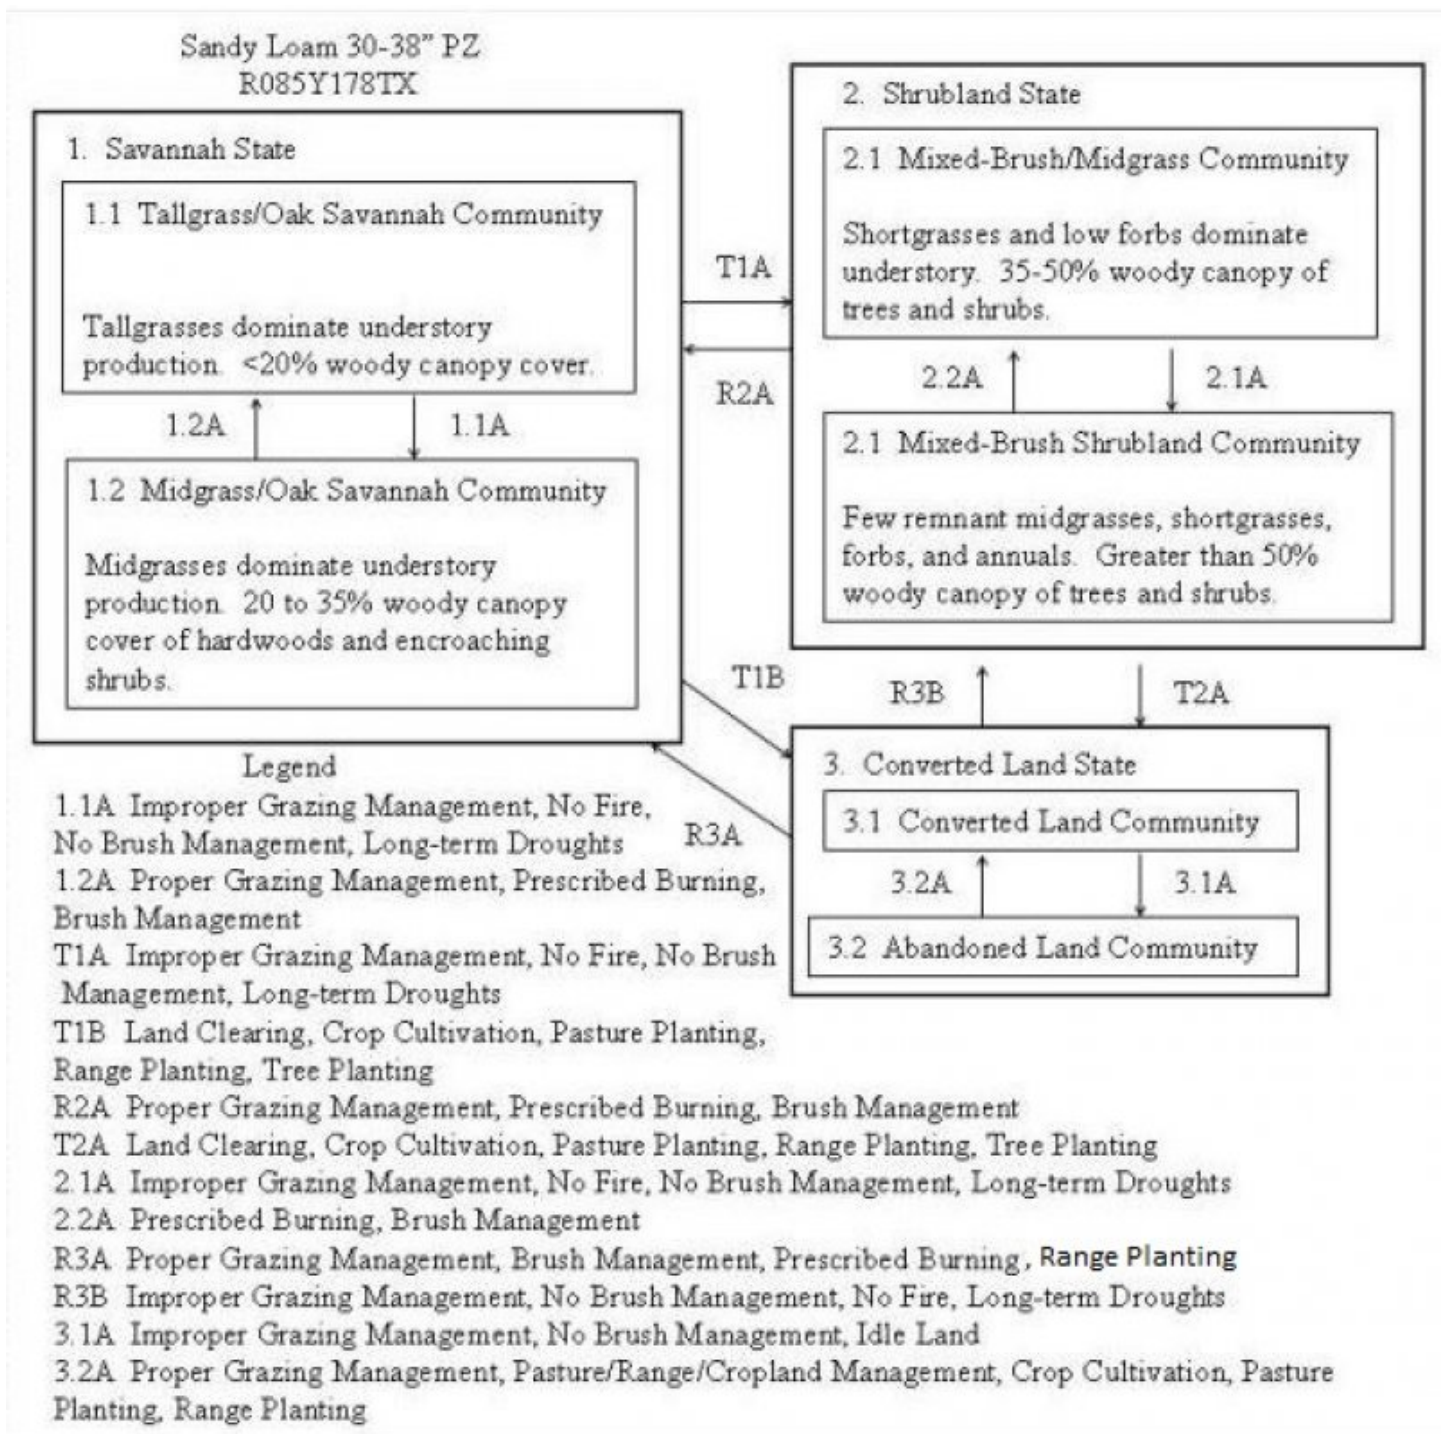 Sandy Loam 30-38” PZ
R085Y178TX
1. Savannah State
1.1 Tallgrass/Oak Savannah Community
Tallgrasses dominate understory
production. <20% woody canopy cover.
1.2A
1.1A
1.2 Midgrass/Oak Savannah Community
Midgrasses dominate understory
production. 20 to 35% woody canopy
cover of hardwoods and encroaching
shrubs.
T1A
R2A
2. Shrubland State
2.1 Mixed-Brush/Midgrass Community
Shortgrasses and low forbs dominate
understory. 35-50% woody canopy of
trees and shrubs.
2.2A
2.1A
2.1 Mixed-Brush Shrubland Community
Few remnant midgrasses, shortgrasses,
forbs, and annuals. Greater than 50%
woody canopy of trees and shrubs.
T1B
R3B
T2A
R3A
3. Converted Land State
3.1 Converted Land Community
3.2A
3.1A
3.2 Abandoned Land Community
Legend
1.1A Improper Grazing Management, No Fire,
No Brush Management, Long-term Droughts
1.2A Proper Grazing Management, Prescribed Burning,
Brush Management
T1A Improper Grazing Management, No Fire, No Brush
Management, Long-term Droughts
T1B Land Clearing, Crop Cultivation, Pasture Planting,
Range Planting, Tree Planting
R2A Proper Grazing Management, Prescribed Burning, Brush Management
T2A Land Clearing, Crop Cultivation, Pasture Planting, Range Planting, Tree Planting
2.1A Improper Grazing Management, No Fire, No Brush Management, Long-term Droughts
2.2A Prescribed Burning, Brush Management
R3A Proper Grazing Management, Brush Management, Prescribed Burning, Range Planting
R3B Improper Grazing Management, No Brush Management, No Fire, Long-term Droughts
3.1A Improper Grazing Management, No Brush Management, Idle Land
3.2A Proper Grazing Management, Pasture/Range/Cropland Management, Crop Cultivation, Pasture
Planting, Range Planting